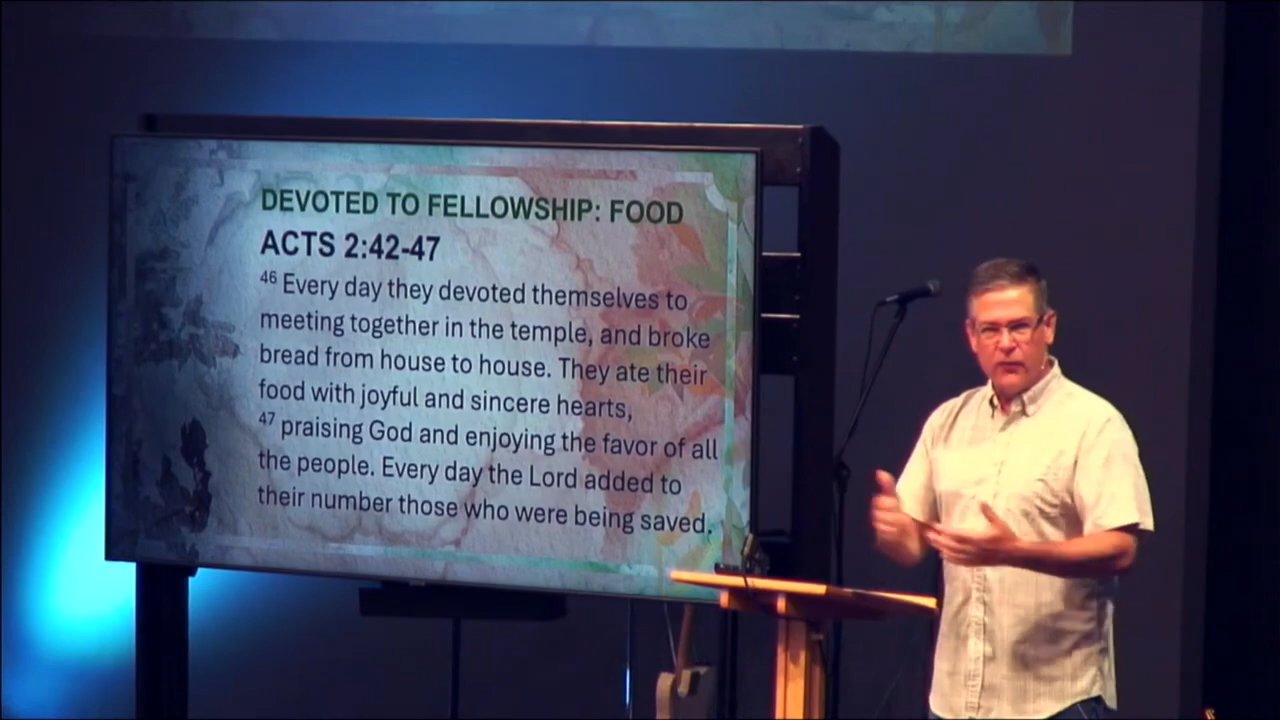 DEVOTED TO FELLOWSHIP: FOOD
ACTS 2:42-47
46 Every day they devoted themselves to
meeting together in the temple, and broke
bread from house to house. They ate their
food with joyful and sincere hearts,
47 praising God and enjoying the favor of all
the people. Every day the Lord added to
their number those who were being saved.